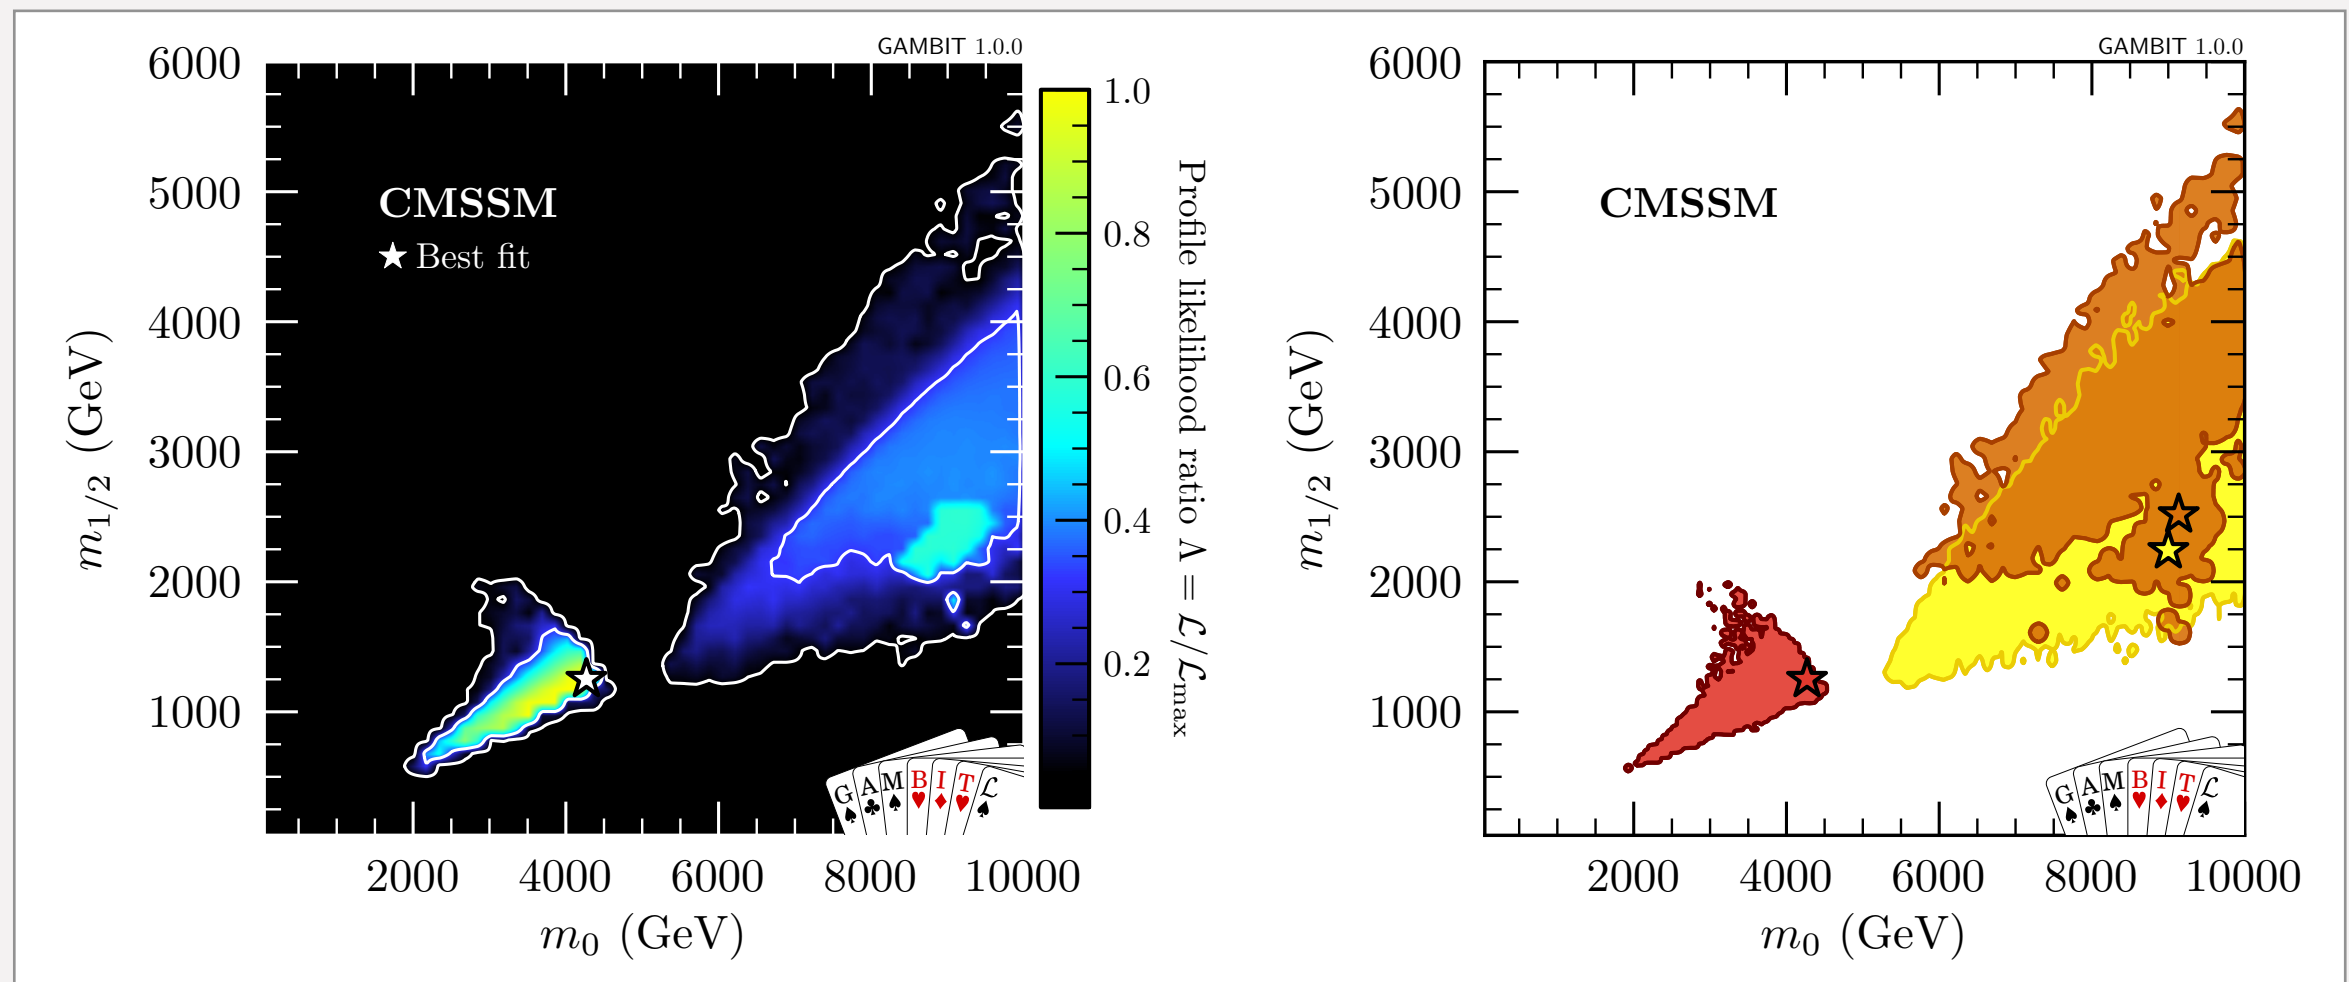 GAMBIT 1.0.0
6000
5000
4000
3000
2000
1000
m1/2 (GeV)
CMSSM
★ Best fit
2000
4000
6000
8000
10000
m0 (GeV)
1.0
0.8
0.6
0.4
0.2
Profile likelihood ratio Λ = ℒ/ℒmax
G A M B I T ℒ
GAMBIT 1.0.0
6000
5000
4000
3000
2000
1000
m1/2 (GeV)
CMSSM
2000
4000
6000
8000
10000
m0 (GeV)
G A M B I T ℒ